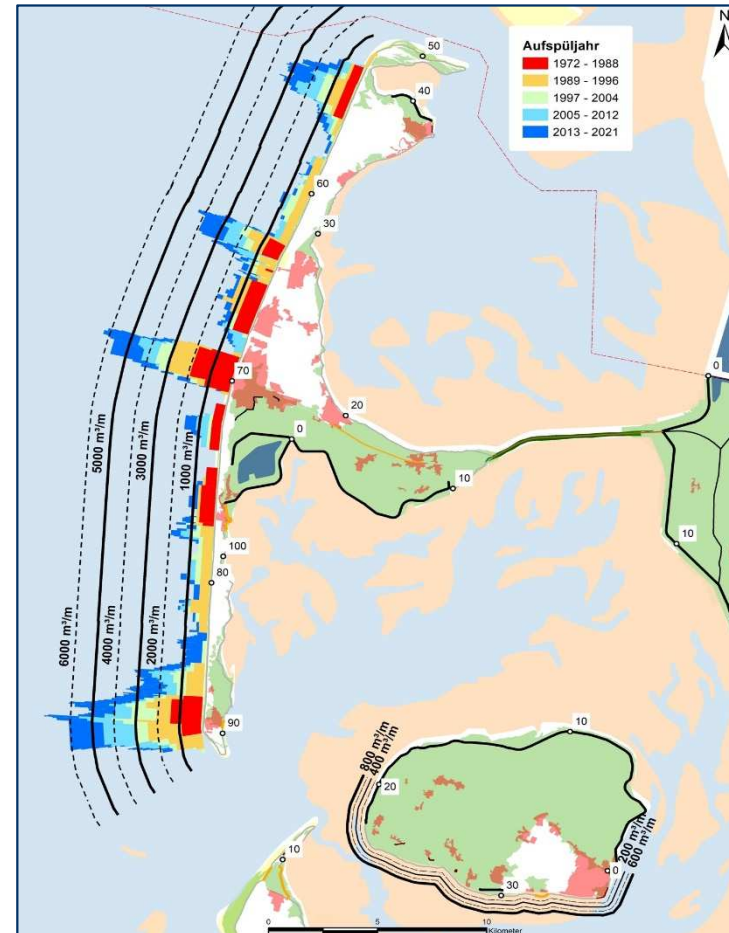 N
Aufspüljahr
1972 - 1988
1989 - 1996
1997 - 2004
2005 - 2012
2013 - 2021
50
40
60
30
70
20
0
0
10
10
100
80
90
5000 m³/m
3000 m³/m
1000 m³/m
6000 m³/m
4000 m³/m
2000 m³/m
10
800 m³/m
400 m³/m
20
200 m³/m
600 m³/m
0
30
10
0 5 10
Kilometer